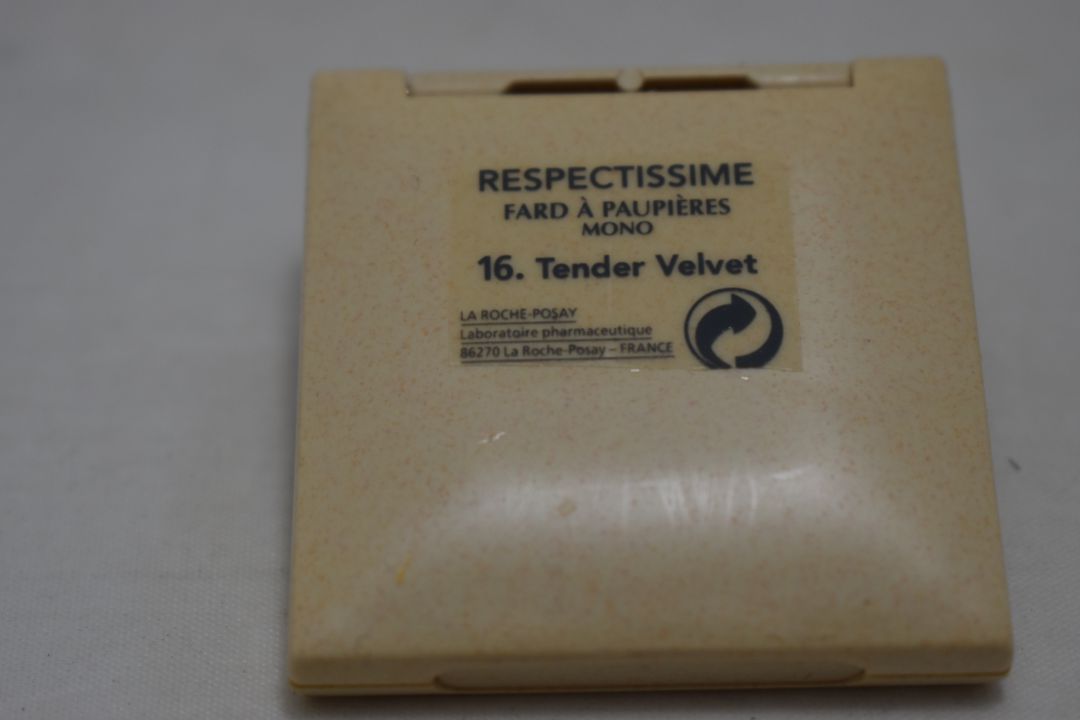 RESPECTISSIME
FARD À PAUPIÈRES
MONO
16. Tender Velvet
LA ROCHE-POSAY
Laboratoire pharmaceutique
86270 La Roche-Posay – FRANCE